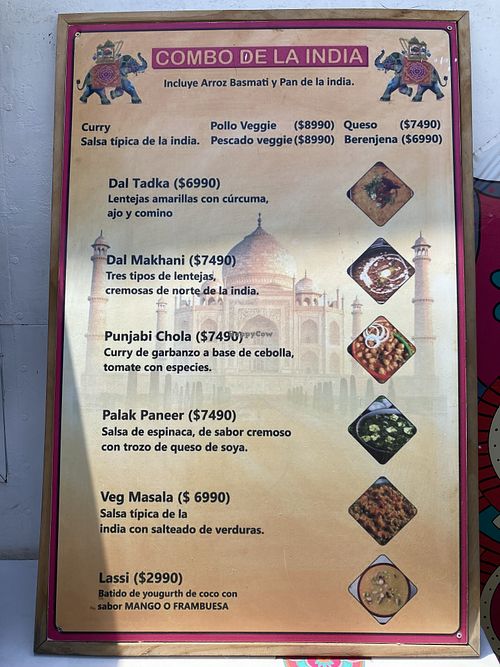 COMBO DE LA INDIA
Incluye Arroz Basmati y Pan de la india.
Curry Pollo Veggie ($8990) Queso ($7490)
Salsa típica de la india. Pescado veggie ($8990) Berenjena ($6990)
Dal Tadka ($6990)
Lentejas amarillas con cúrcuma,
ajo y comino
Dal Makhani ($7490)
Tres tipos de lentejas,
cremosas de norte de la india.
Punjabi Chola ($7490)
HappyCow
Curry de garbanzo a base de cebolla,
tomate con especies.
Palak Paneer ($7490)
Salsa de espinaca, de sabor cremoso
con trozo de queso de soya.
Veg Masala ($ 6990)
Salsa típica de la
india con salteado de verduras.
Lassi ($2990)
Batido de yougurth de coco con
sabor MANGO O FRAMBUESA